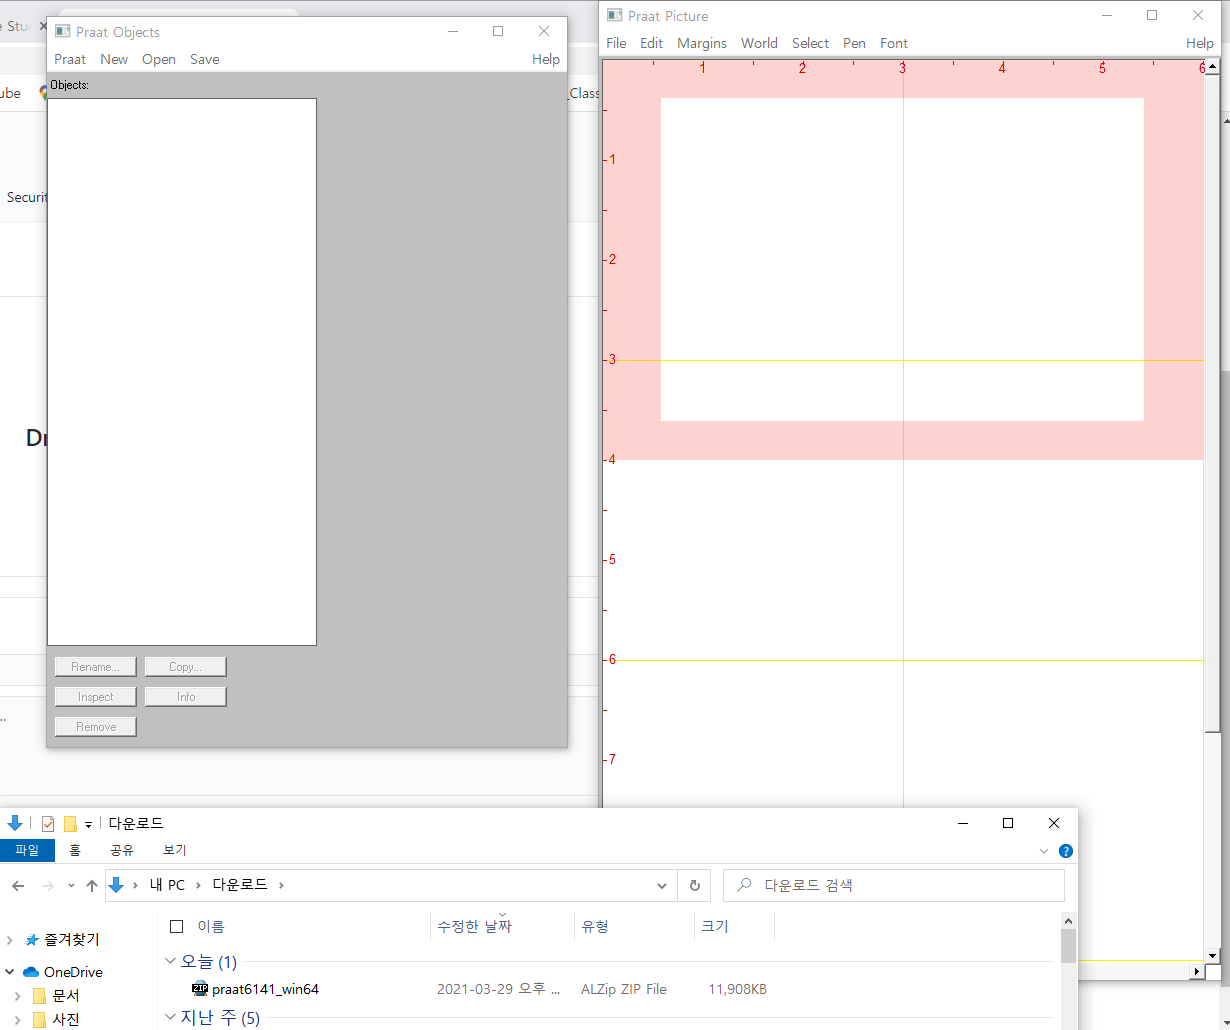 e Stu
Praat Objects
Praat New Open Save Help
Objects:
Rename... Copy...
Inspect Info
Remove
ube
_Class
Securit
Dr
..
Praat Picture
File Edit Margins World Select Pen Font Help
1 2 3 4 5 6
1
2
3
4
5
6
7
다운로드
파일 홈 공유 보기
내 PC › 다운로드 ›
다운로드 검색
이름 수정한 날짜 유형 크기
즐겨찾기
OneDrive
문서
사진
오늘 (1)
ZIP praat6141_win64 2021-03-29 오후 ... ALZip ZIP File 11,908KB
지난 주 (5)